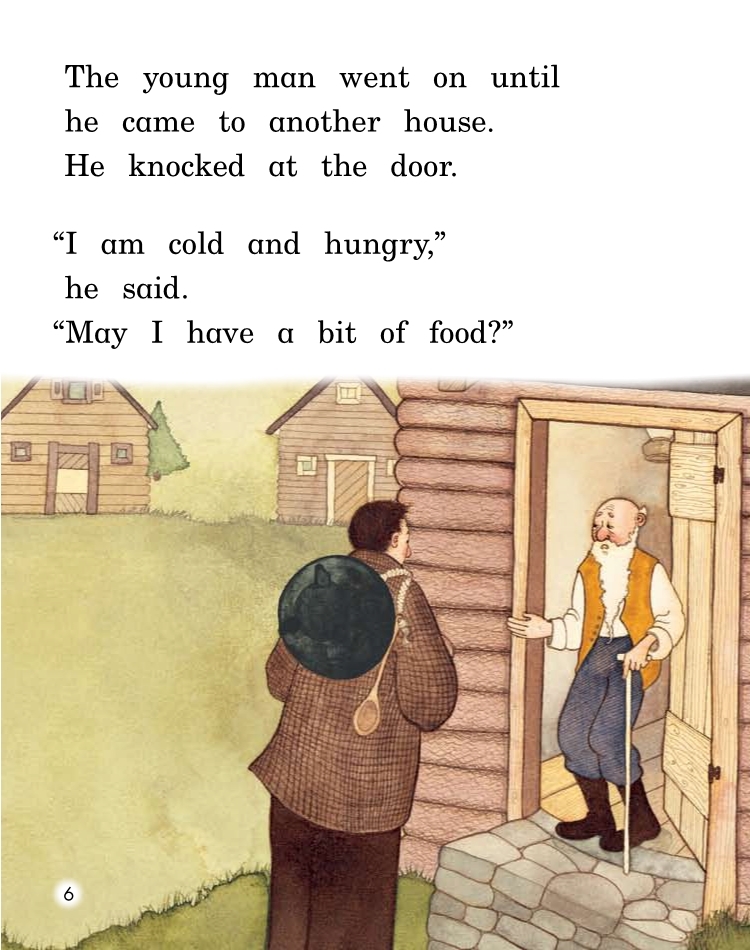 The young man went on until
he came to another house.
He knocked at the door.
“I am cold and hungry,”
he said.
“May I have a bit of food?”
6